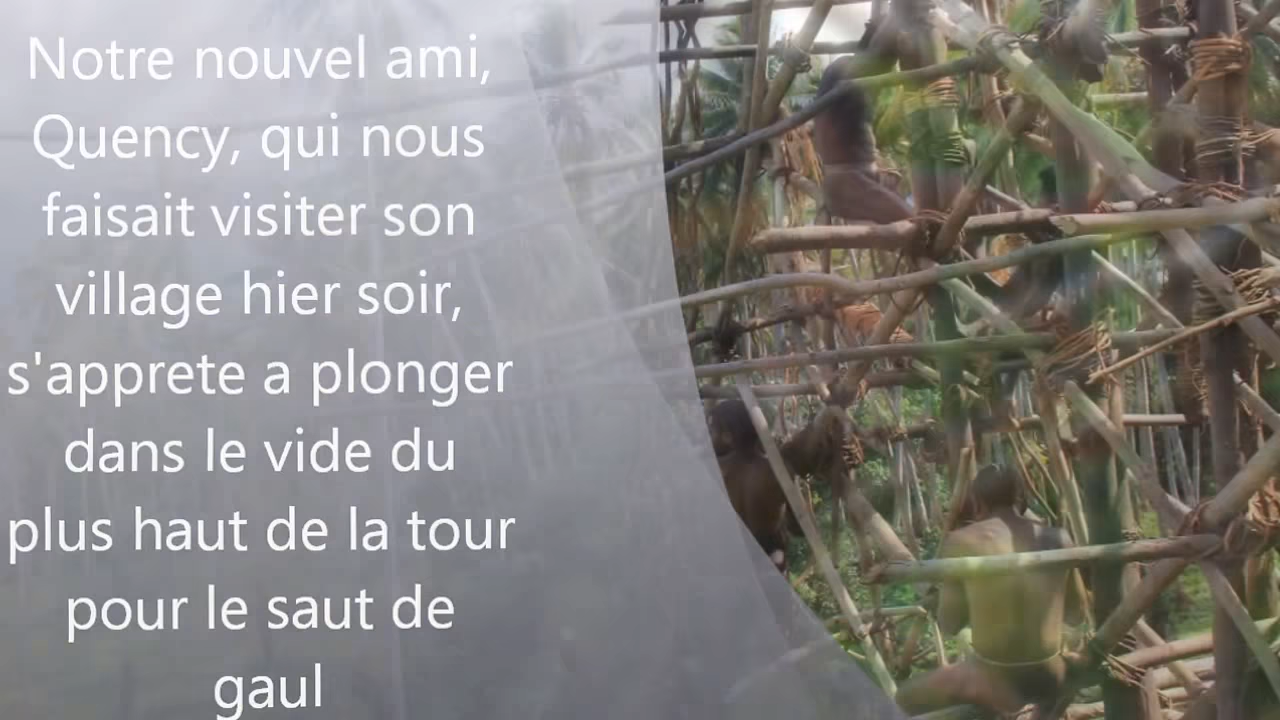 Notre nouvel ami,
Quency, qui nous
faisait visiter son
village hier soir,
s'apprete a plonger
dans le vide du
plus haut de la tour
pour le saut de
gaul